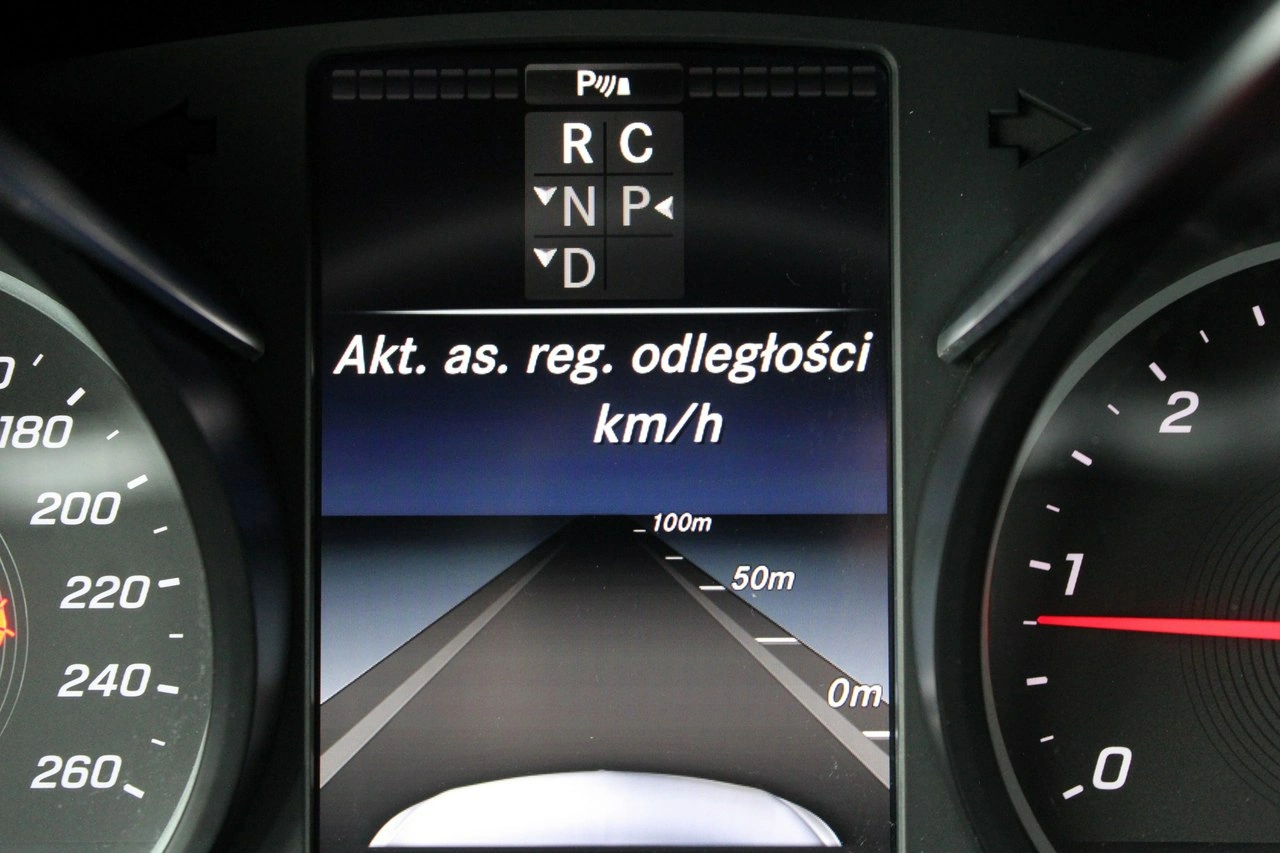 P
R C
N P
D
Akt. as. reg. odległości
km/h
100m
50m
0m
180
200
220
240
260
2
1
0